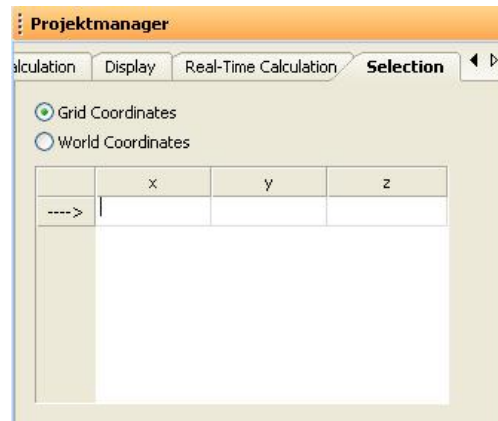 Projektmanager
alculation Display Real-Time Calculation Selection
Grid Coordinates
World Coordinates
x y z
---->